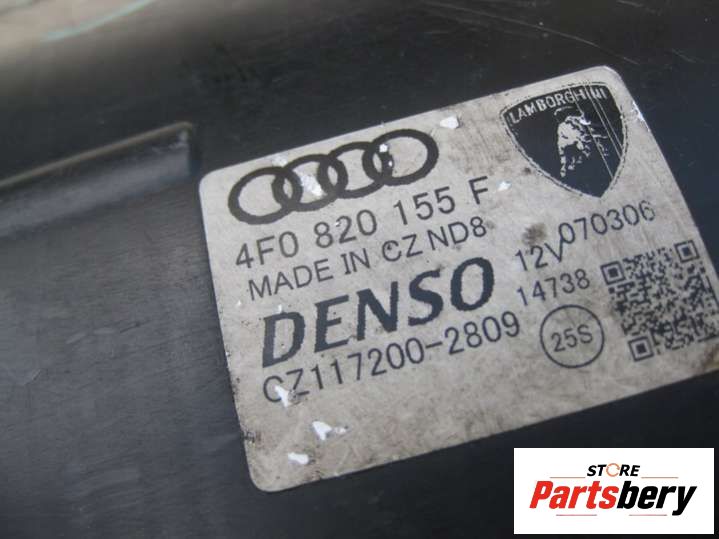 LAMBORGHINI
4F0 820 155 F
MADE IN CZ ND8
12V 070306
DENSO
14738
CZ117200-2809
25S
STORE
Partsbery